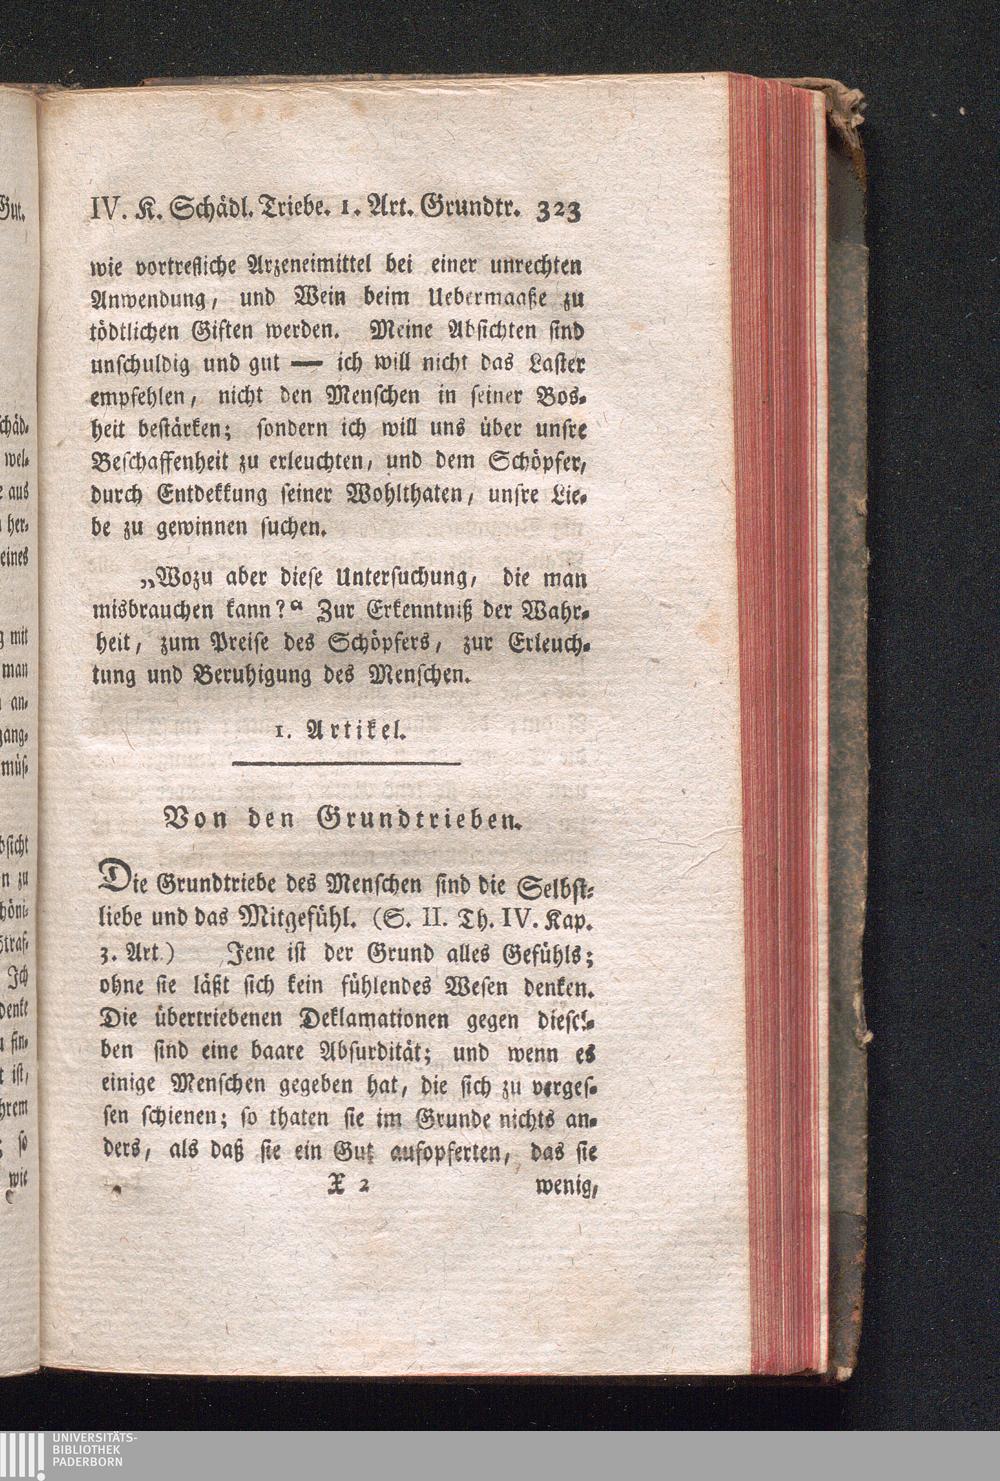 IV. K. Schädl. Triebe. 1. Art. Grundtr. 323
wie vortrefliche Arzeneimittel bei einer unrechten
Anwendung, und Wein beim Uebermaaße zu
tödtlichen Giften werden. Meine Absichten sind
unschuldig und gut — ich will nicht das Laster
empfehlen, nicht den Menschen in seiner Bos-
heit bestärken; sondern ich will uns über unsre
Beschaffenheit zu erleuchten, und dem Schöpfer,
durch Entdekkung seiner Wohlthaten, unsre Lie-
be zu gewinnen suchen.
„Wozu aber diese Untersuchung, die man
misbrauchen kann?“ Zur Erkenntniß der Wahr-
heit, zum Preise des Schöpfers, zur Erleuch-
tung und Beruhigung des Menschen.
1. Artikel.
Von den Grundtrieben.
Die Grundtriebe des Menschen sind die Selbst-
liebe und das Mitgefühl. (S. II. Th. IV. Kap.
3. Art.) Jene ist der Grund alles Gefühls;
ohne sie läßt sich kein fühlendes Wesen denken.
Die übertriebenen Deklamationen gegen diesel-
ben sind eine baare Absurdität; und wenn es
einige Menschen gegeben hat, die sich zu verges-
sen schienen; so thaten sie im Grunde nichts an-
ders, als daß sie ein Gut aufopferten, das sie
X 2 wenig,
UNIVERSITÄTS-
BIBLIOTHEK
PADERBORN